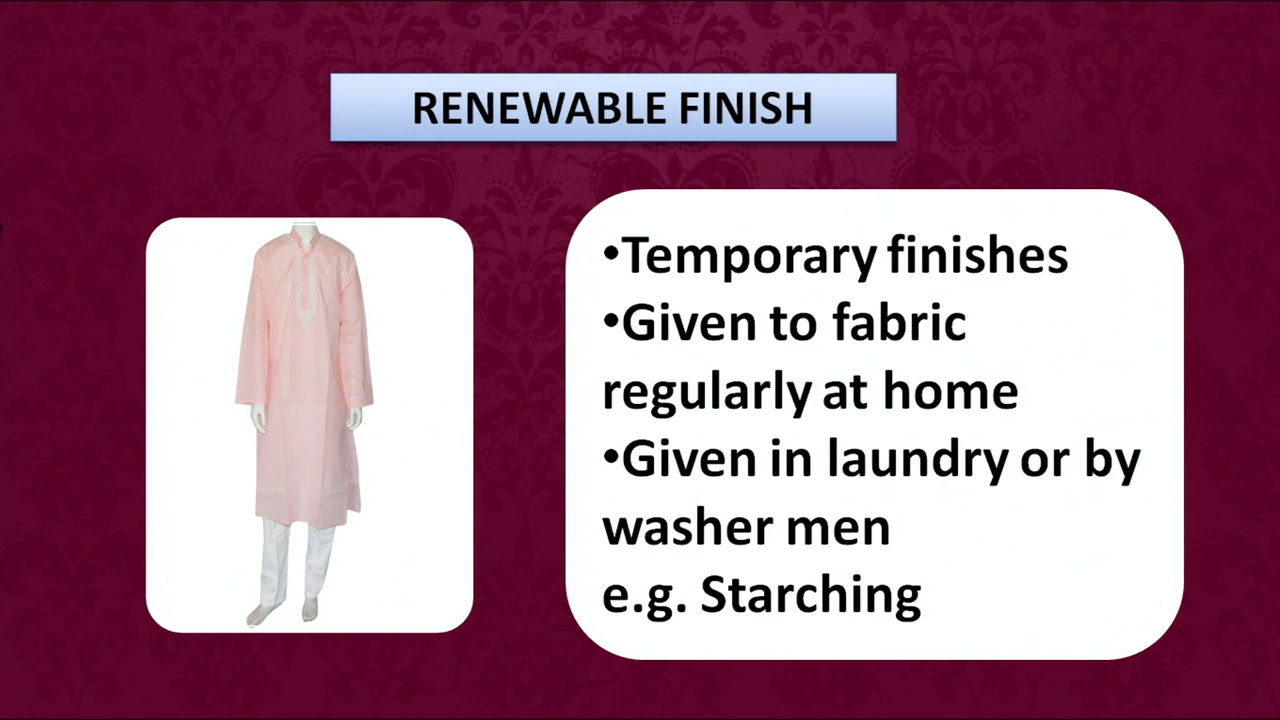 RENEWABLE FINISH
•Temporary finishes
•Given to fabric
regularly at home
•Given in laundry or by
washer men
e.g. Starching